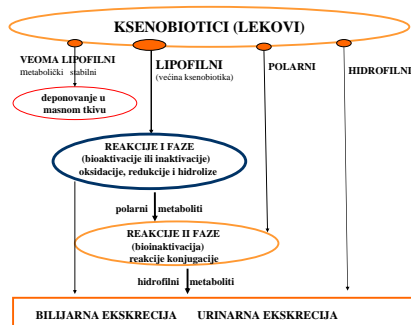 KSENOBIOTICI (LEKOVI)
VEOMA LIPOFILNI
metabolički stabilni
LIPOFILNI
(većina ksenobiotika)
POLARNI
HIDROFILNI
deponovanje u
masnom tkivu
REAKCIJE I FAZE
(bioaktivacije ili inaktivacije)
oksidacije, redukcije i hidrolize
polarni metaboliti
REAKCIJE II FAZE
(bioinaktivacija)
reakcije konjugacije
hidrofilni metaboliti
BILIJARNA EKSKRECIJA URINARNA EKSKRECIJA